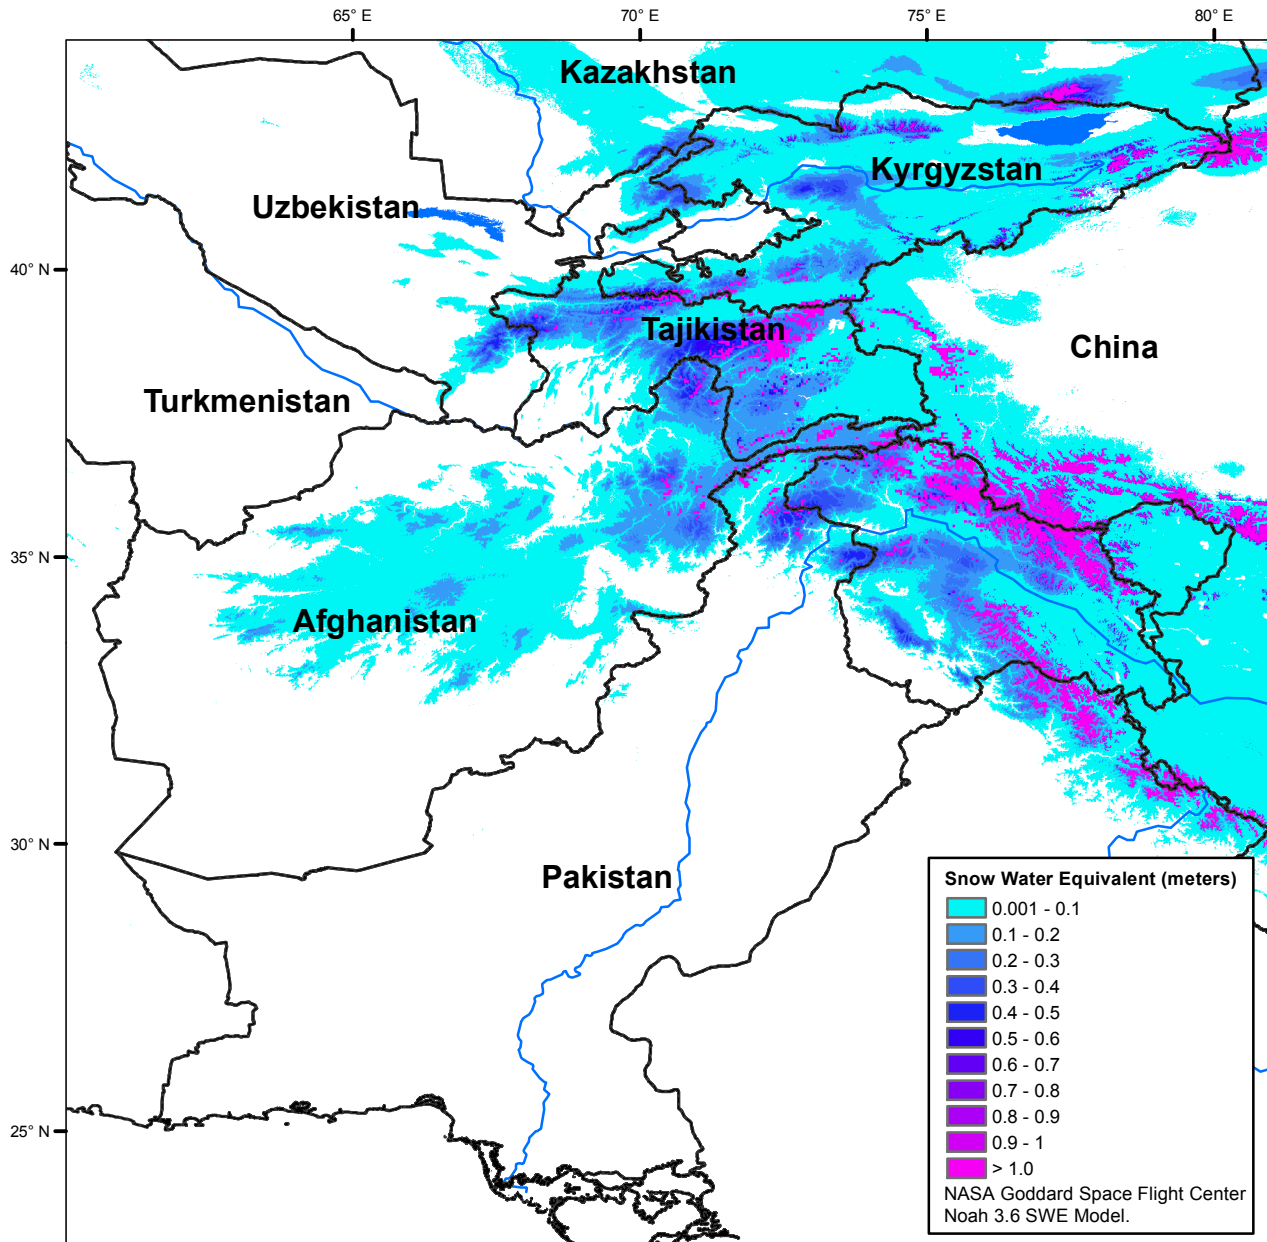 65° E
70° E
75° E
80° E
Kazakhstan
Kyrgyzstan
Uzbekistan
40° N
Tajikistan
China
Turkmenistan
35° N
Afghanistan
30° N
Pakistan
25° N
Snow Water Equivalent (meters)
0.001 - 0.1
0.1 - 0.2
0.2 - 0.3
0.3 - 0.4
0.4 - 0.5
0.5 - 0.6
0.6 - 0.7
0.7 - 0.8
0.8 - 0.9
0.9 - 1
> 1.0
NASA Goddard Space Flight Center
Noah 3.6 SWE Model.